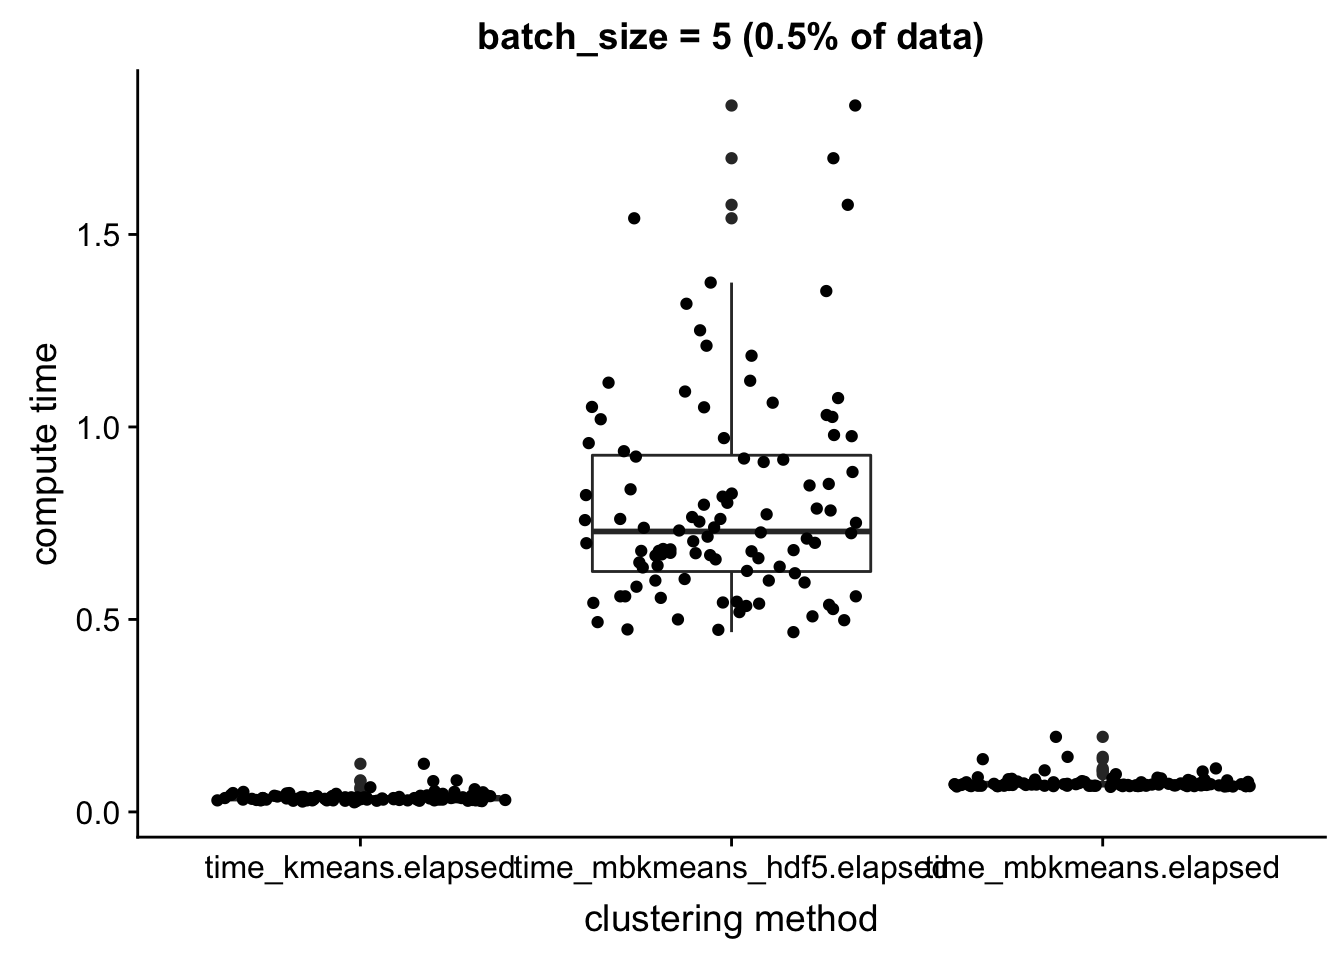 batch_size = 5 (0.5% of data)
compute time
1.5
1.0
0.5
0.0
time_kmeans.elapsed time_mbkmeans_hdf5.elapsed time_mbkmeans.elapsed
clustering method